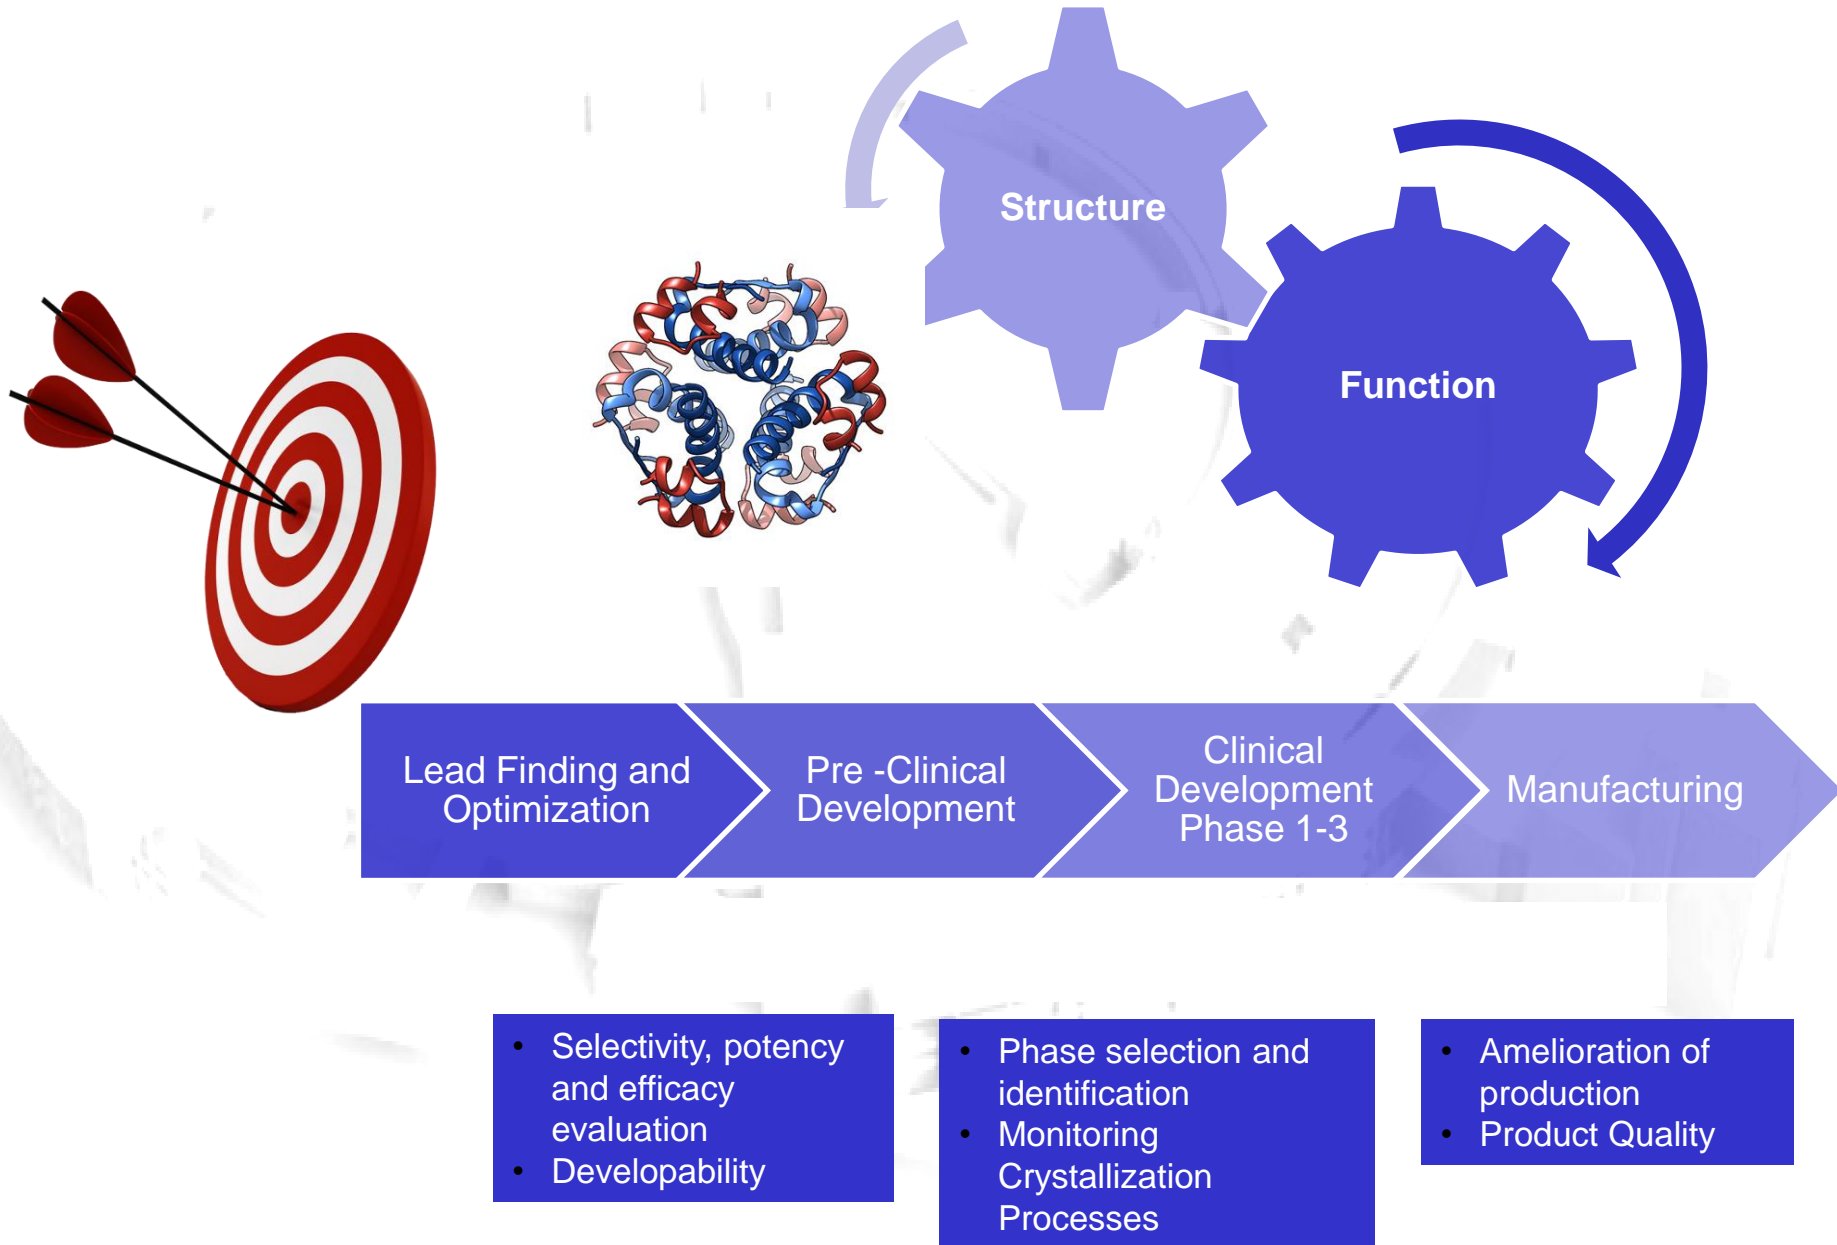 Structure
Function
Lead Finding and
Optimization
Pre -Clinical
Development
Clinical
Development
Phase 1-3
Manufacturing
• Selectivity, potency
and efficacy
evaluation
• Developability
• Phase selection and
identification
• Monitoring
Crystallization
Processes
• Amelioration of
production
• Product Quality